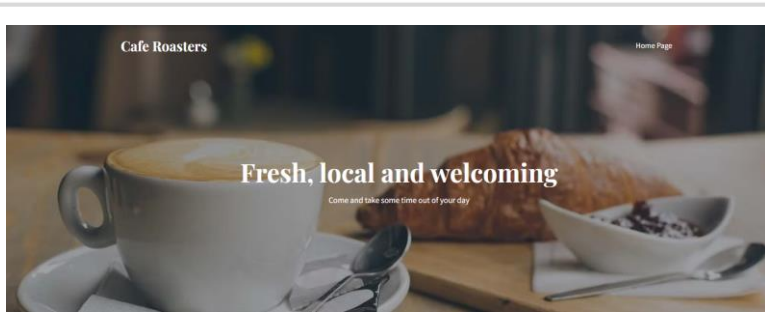 Cafe Roasters
Home Page
Fresh, local and welcoming
Come and take some time out of your day